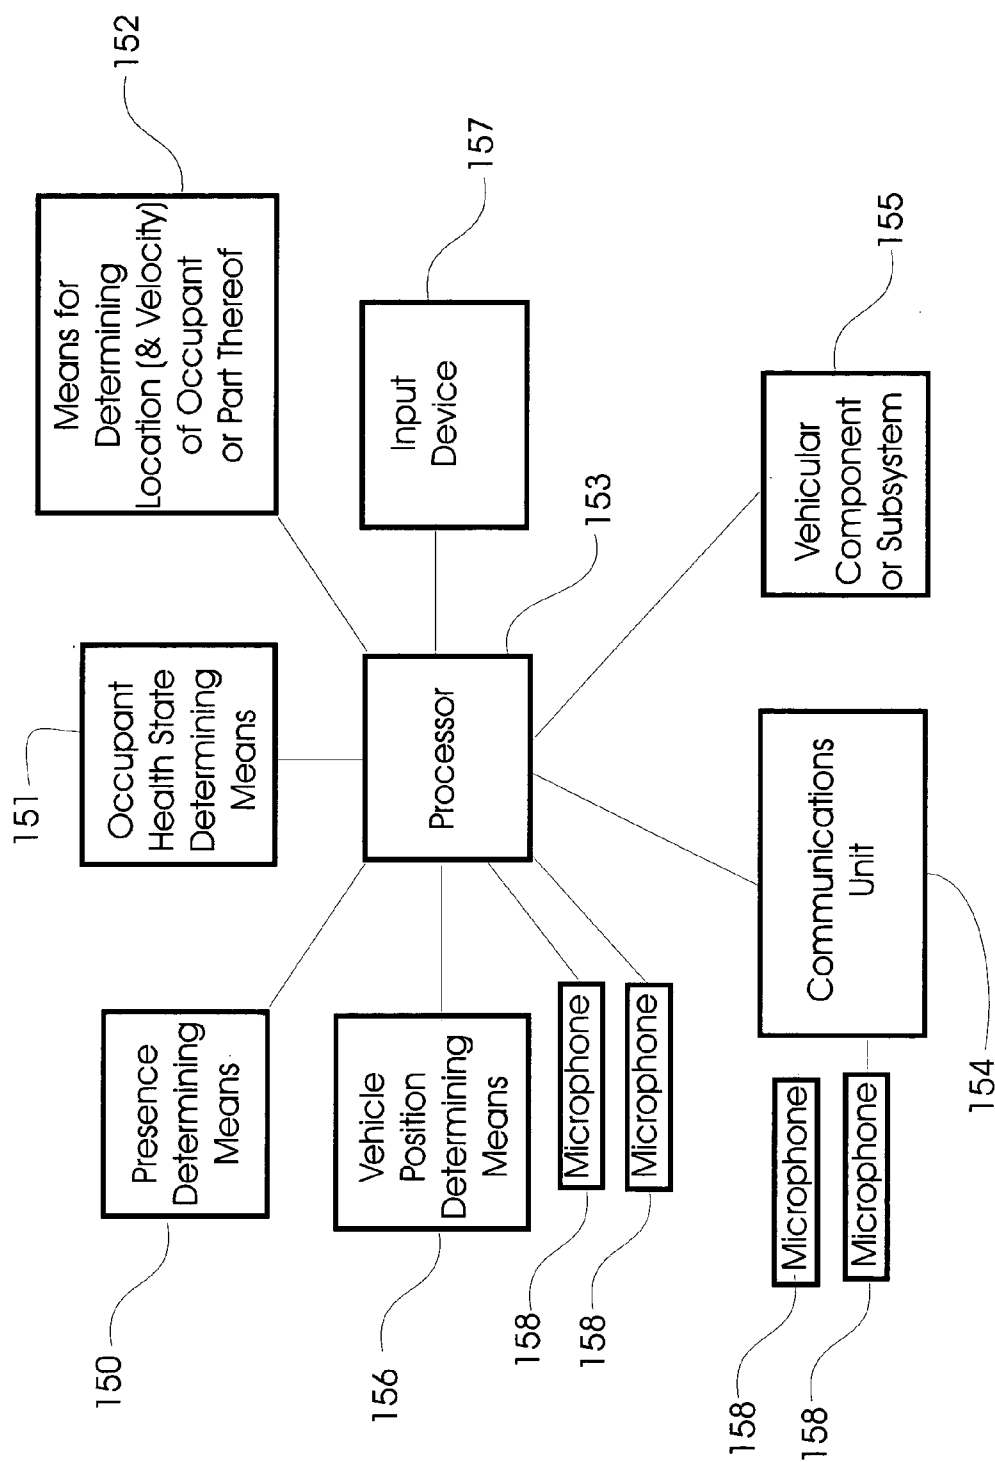 152
Means for
Determining
Location (& Velocity)
of Occupant
or Part Thereof
157
Input
Device
155
Vehicular
Component
or Subsystem
151
Occupant
Health State
Determining
Means
153
Processor
Communications
Unit
154
150
Presence
Determining
Means
156
Vehicle
Position
Determining
Means
158
Microphone
158
Microphone
158
Microphone
158
Microphone